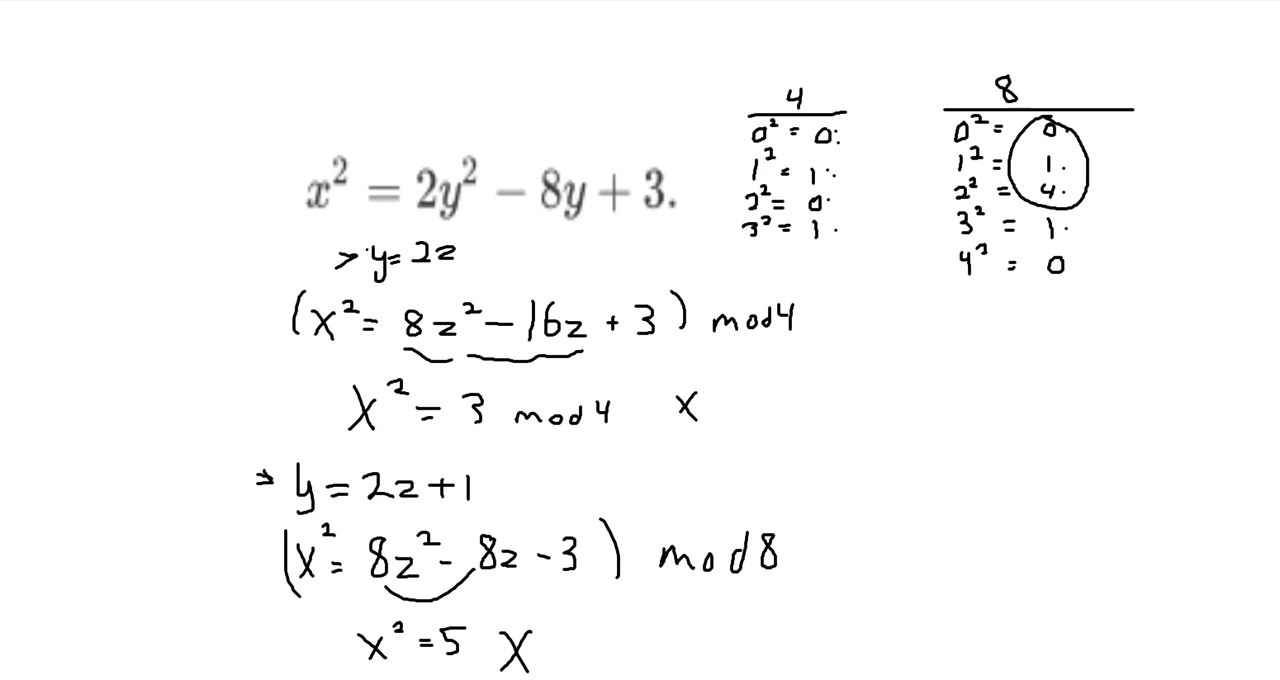 4
0² = 0.
1² = 1.
2² = 0.
3² = 1.
8
0² = 0.
1² = 1.
2² = 4.
3² = 1.
4² = 0
x² = 2y² − 8y + 3.
> y = 2z
(x² = 8z² − 16z + 3) mod4
x² = 3 mod4 x
⇒ y = 2z + 1
(x² = 8z² - 8z - 3) mod8
x² = 5 X